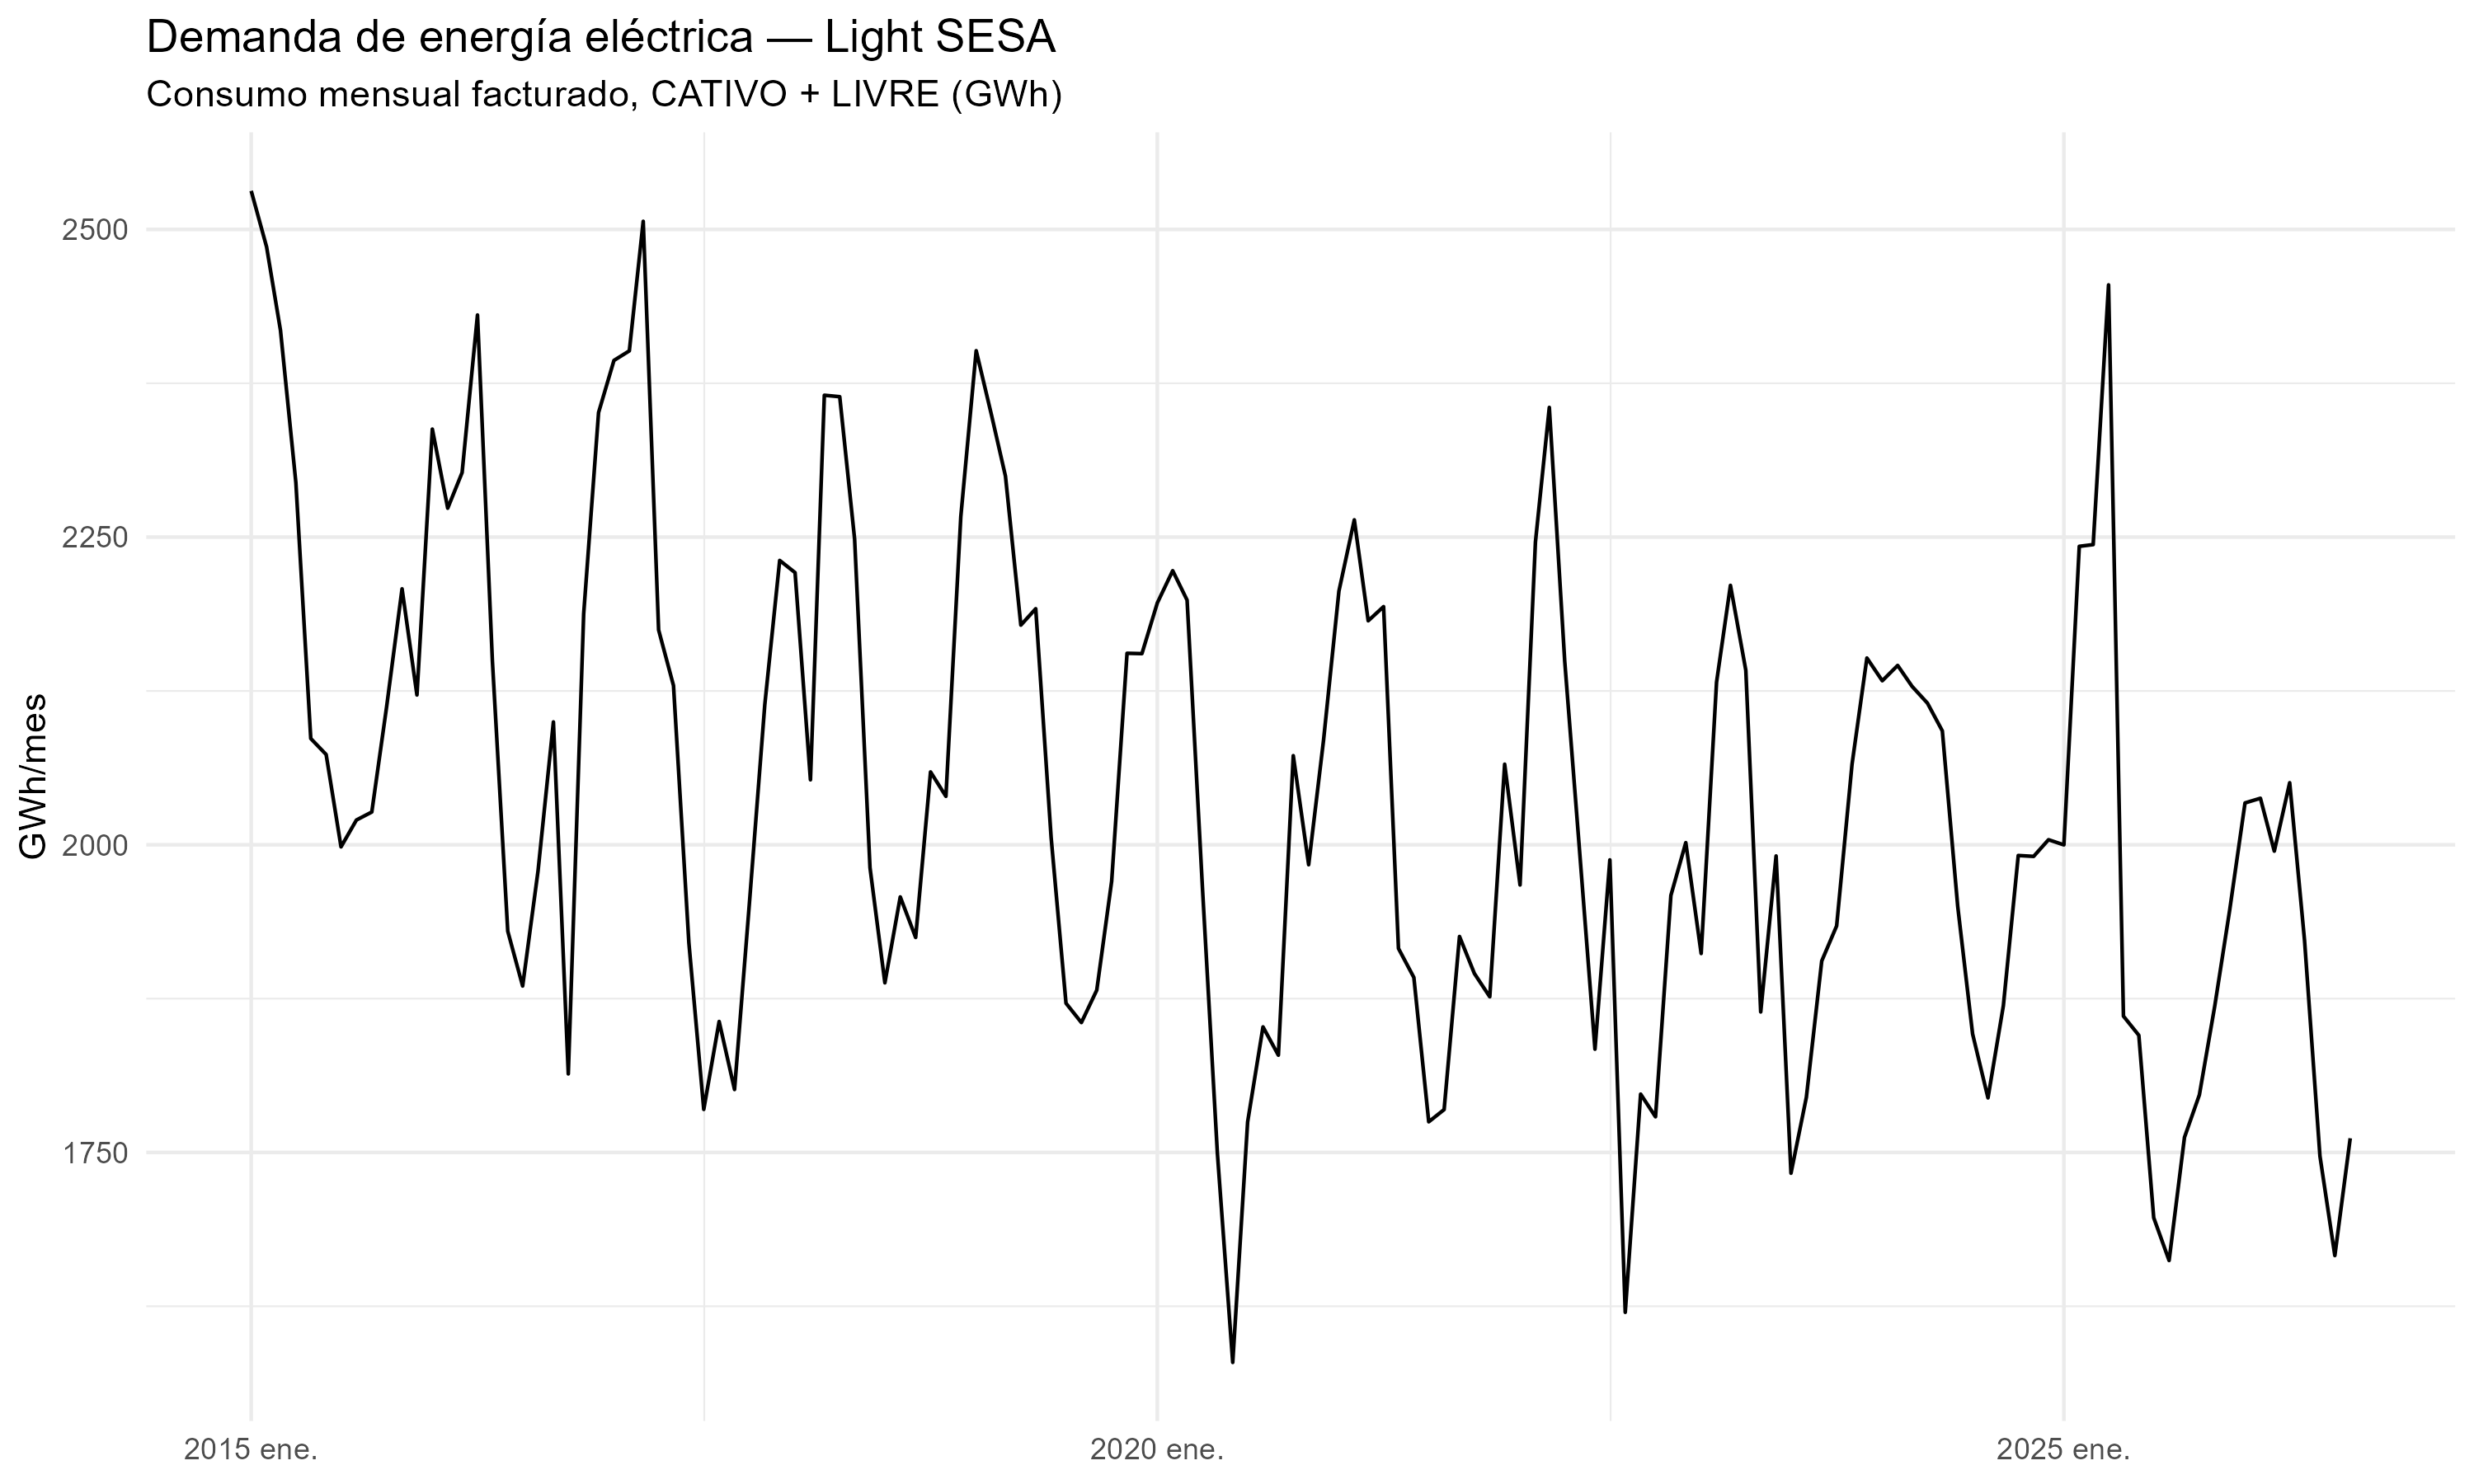 Demanda de energía eléctrica — Light SESA
Consumo mensual facturado, CATIVO + LIVRE (GWh)
GWh/mes
2500
2250
2000
1750
2015 ene.
2020 ene.
2025 ene.